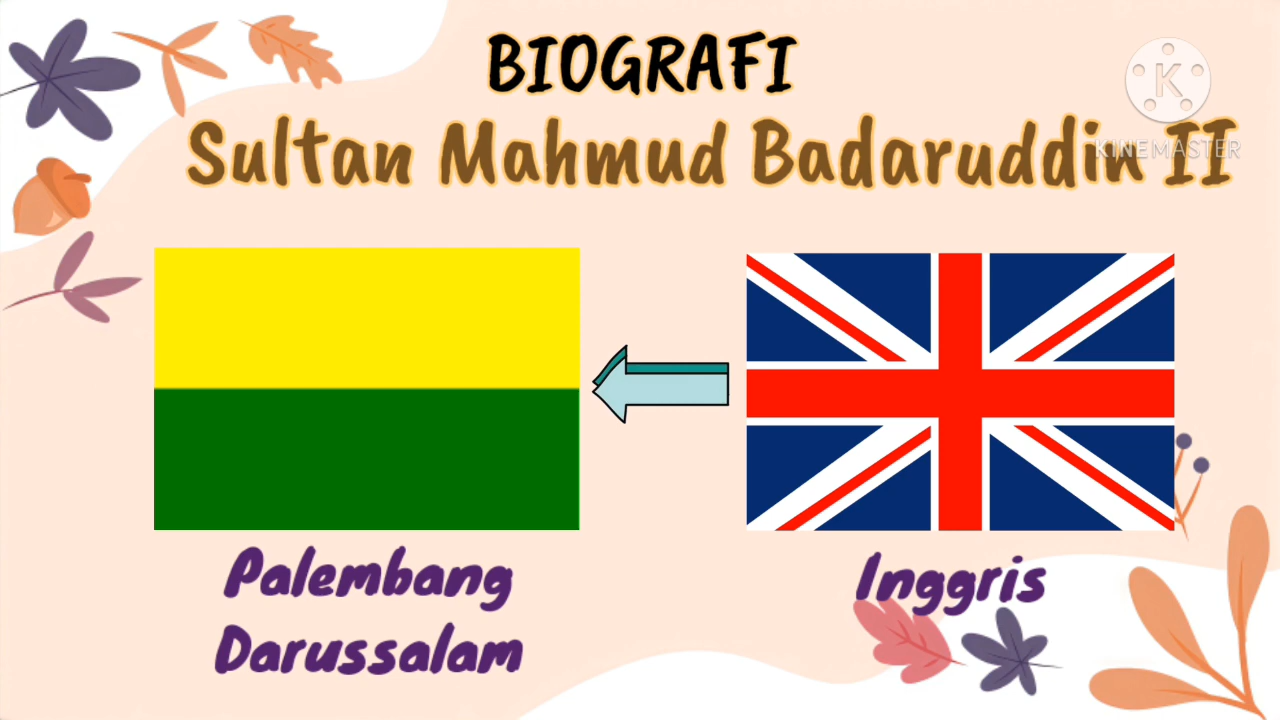 BIOGRAFI
Sultan Mahmud Badaruddin II
K
KINEMASTER
Palembang
Darussalam
Inggris